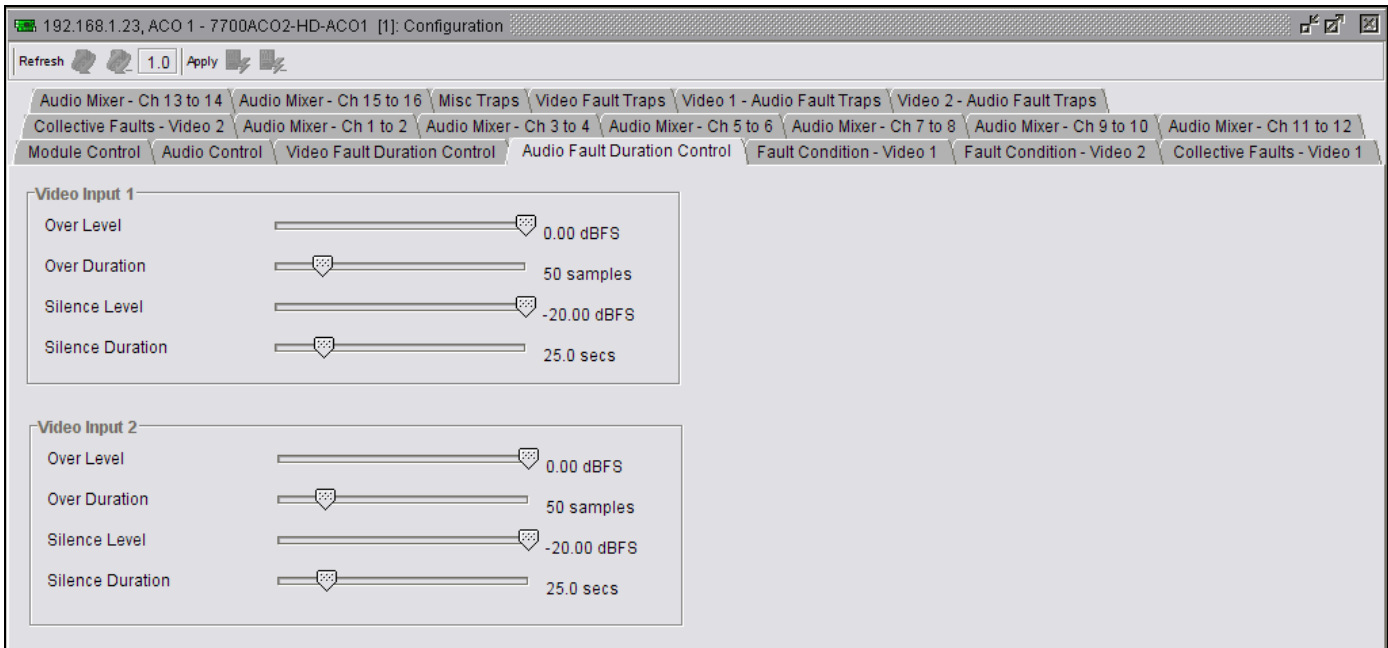 192.168.1.23, ACO 1 - 7700ACO2-HD-ACO1 [1]: Configuration
Refresh 1.0 Apply
Audio Mixer - Ch 13 to 14 Audio Mixer - Ch 15 to 16 Misc Traps Video Fault Traps Video 1 - Audio Fault Traps Video 2 - Audio Fault Traps
Collective Faults - Video 2 Audio Mixer - Ch 1 to 2 Audio Mixer - Ch 3 to 4 Audio Mixer - Ch 5 to 6 Audio Mixer - Ch 7 to 8 Audio Mixer - Ch 9 to 10 Audio Mixer - Ch 11 to 12
Module Control Audio Control Video Fault Duration Control Audio Fault Duration Control Fault Condition - Video 1 Fault Condition - Video 2 Collective Faults - Video 1
Video Input 1
Over Level 0.00 dBFS
Over Duration 50 samples
Silence Level -20.00 dBFS
Silence Duration 25.0 secs
Video Input 2
Over Level 0.00 dBFS
Over Duration 50 samples
Silence Level -20.00 dBFS
Silence Duration 25.0 secs